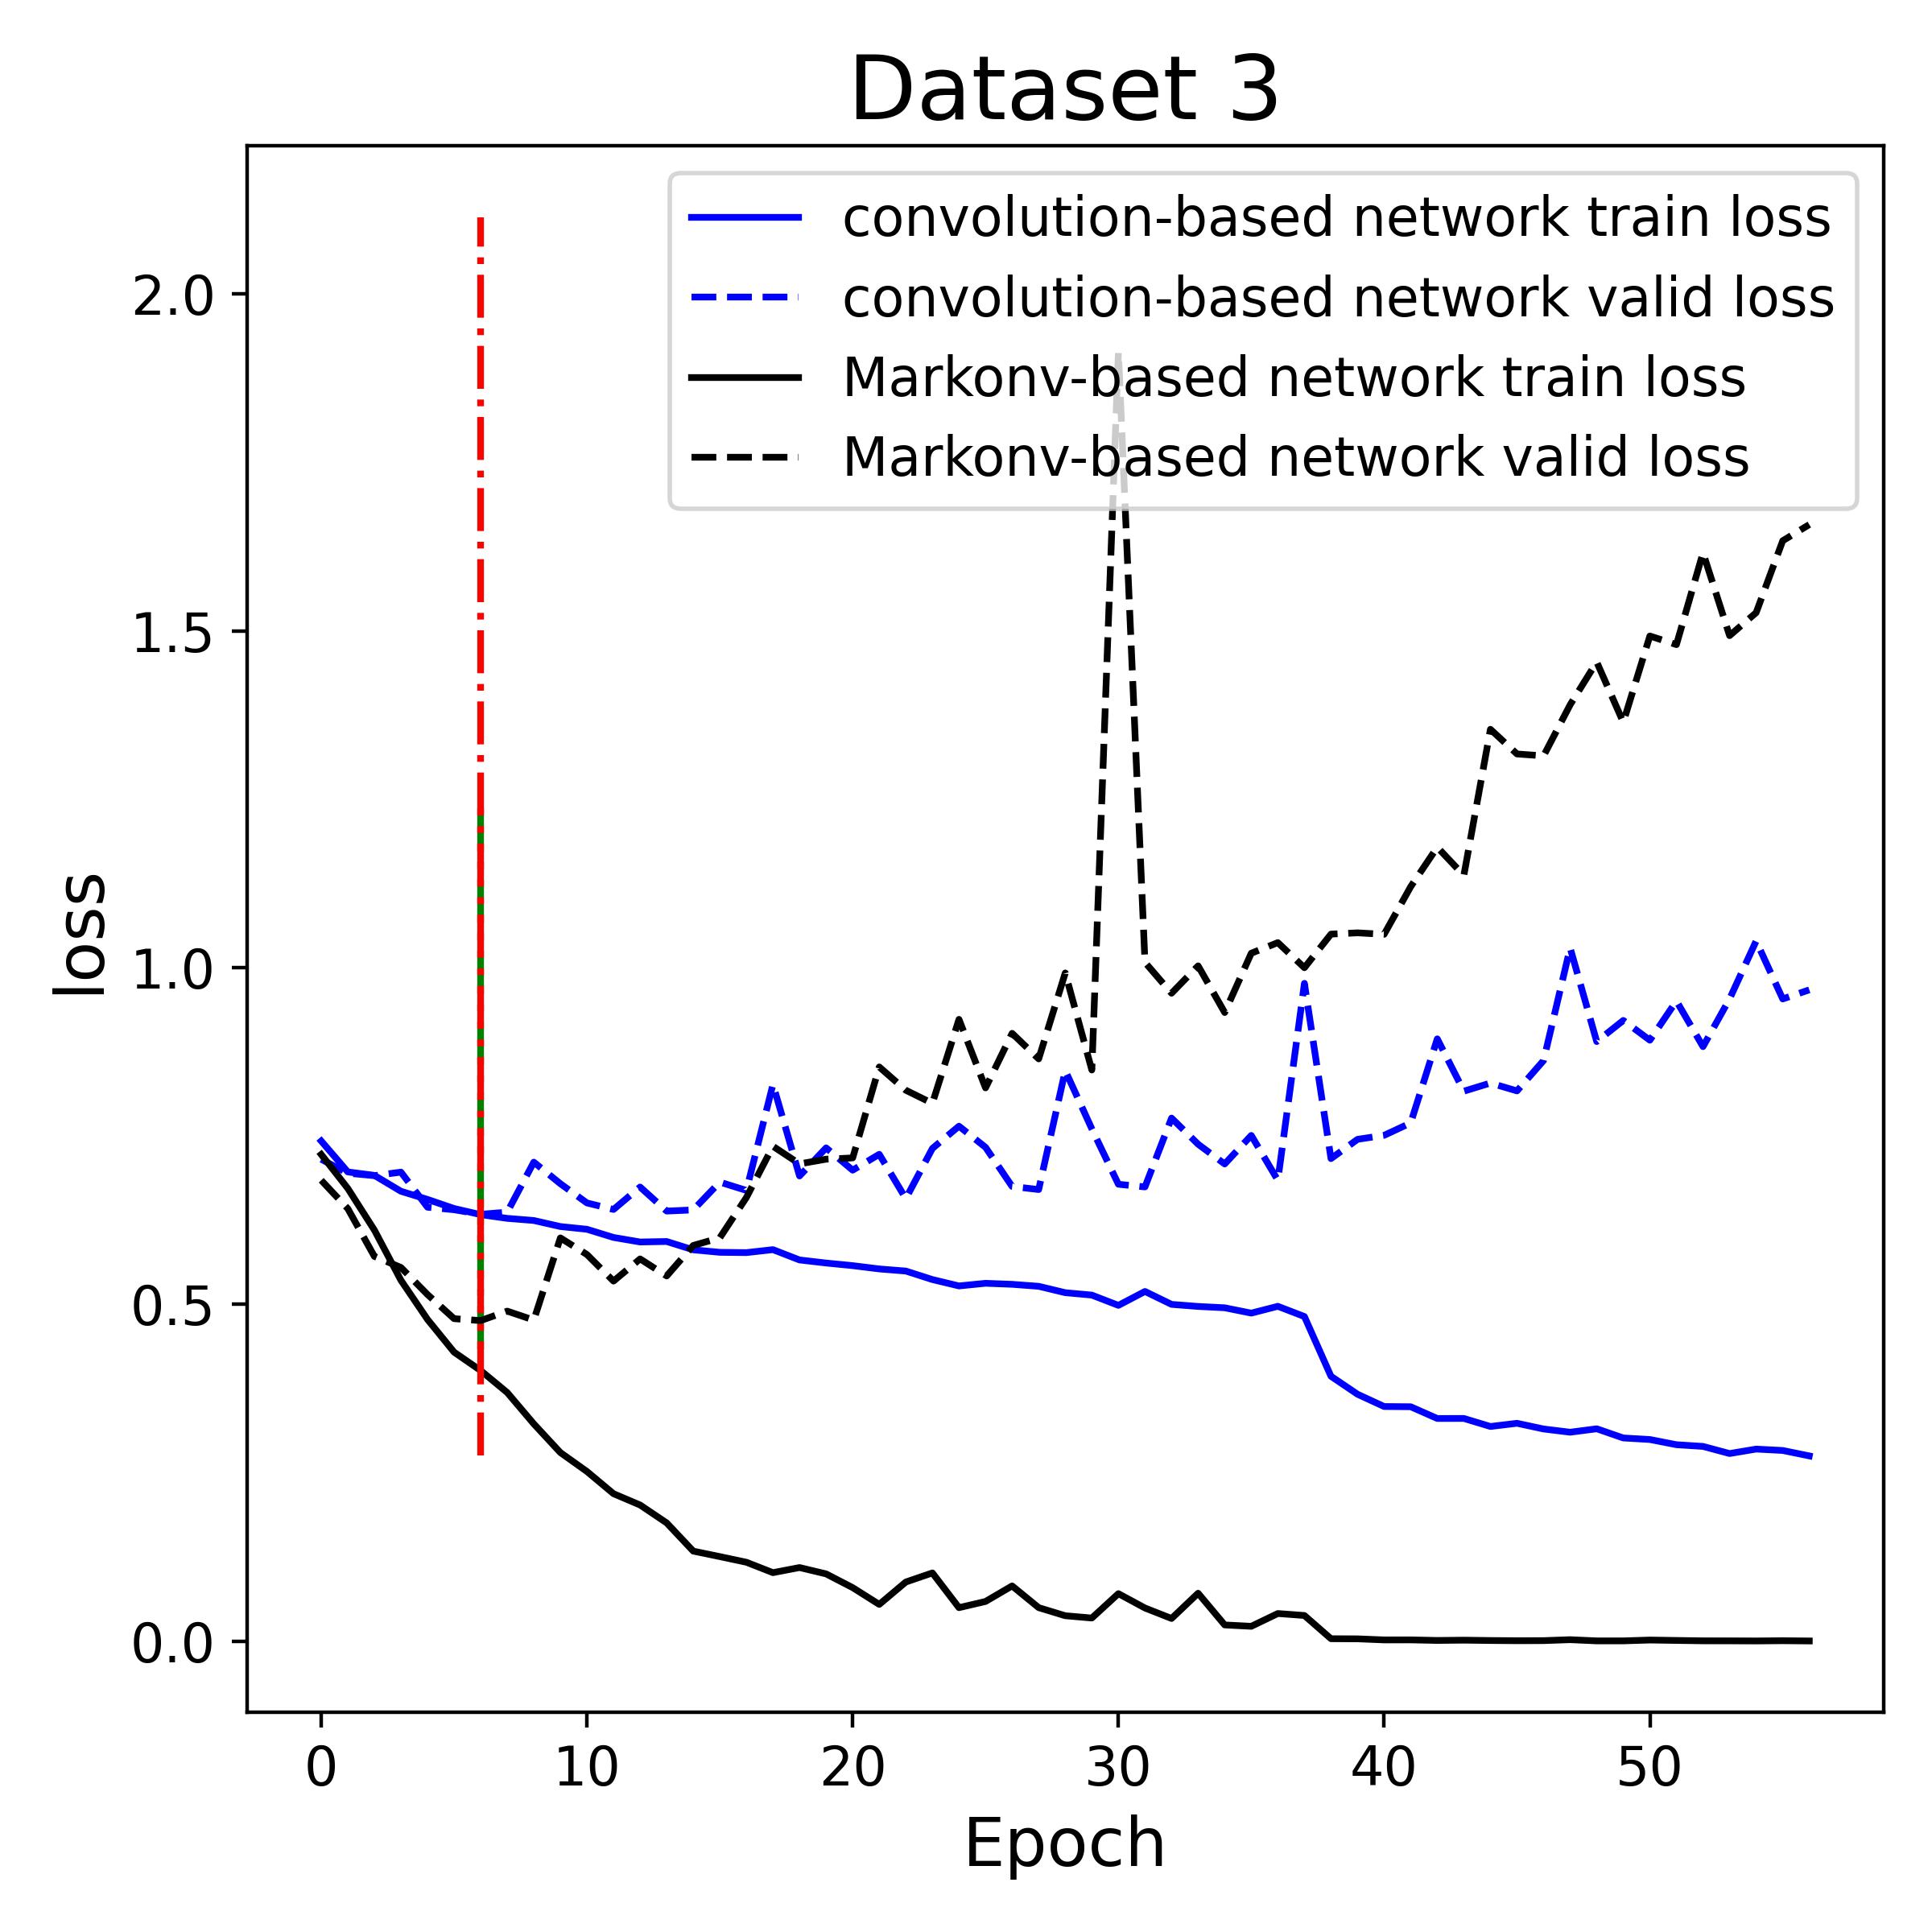 Dataset 3
convolution-based network train loss
convolution-based network valid loss
Markonv-based network train loss
Markonv-based network valid loss
2.0
1.5
1.0
0.5
0.0
loss
0 10 20 30 40 50
Epoch